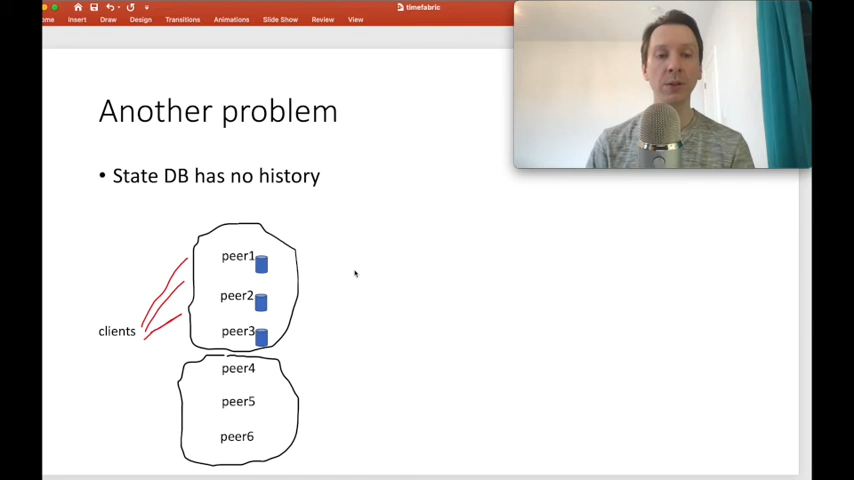 timefabric
ome Insert Draw Design Transitions Animations Slide Show Review View
Another problem
• State DB has no history
peer1
peer2
clients peer3
peer4
peer5
peer6